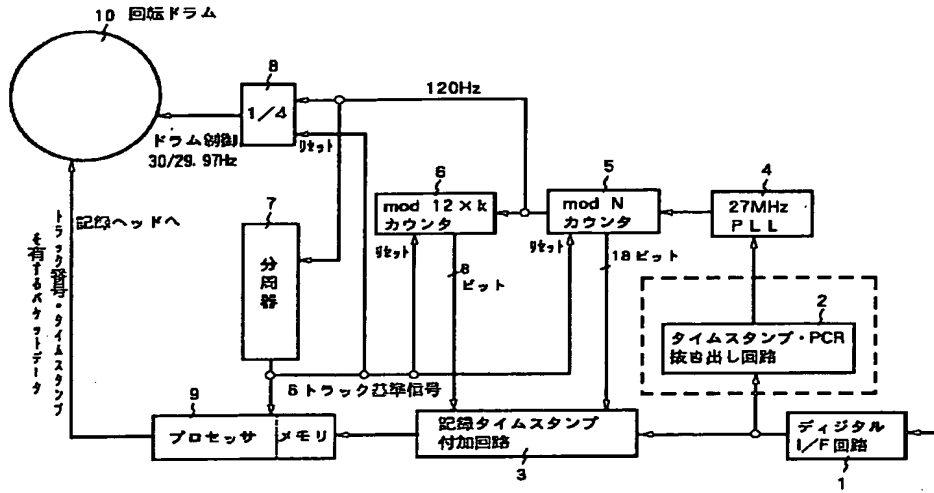 10 回転ドラム
8
1/4
ドラム制御
30/29.97Hz
リセット
120Hz
6
mod 12×k
カウンタ
リセット
8
ビット
5
mod N
カウンタ
リセット
18ビット
4
27MHz
PLL
7
分周器
2
タイムスタンプ・PCR
抜き出し回路
記録ヘッドへ
トラック番号・タイムスタンプ
を有するパケットデータ
6トラック基準信号
9
プロセッサ
メモリ
記録タイムスタンプ
付加回路
3
ディジタル
I/F回路
1